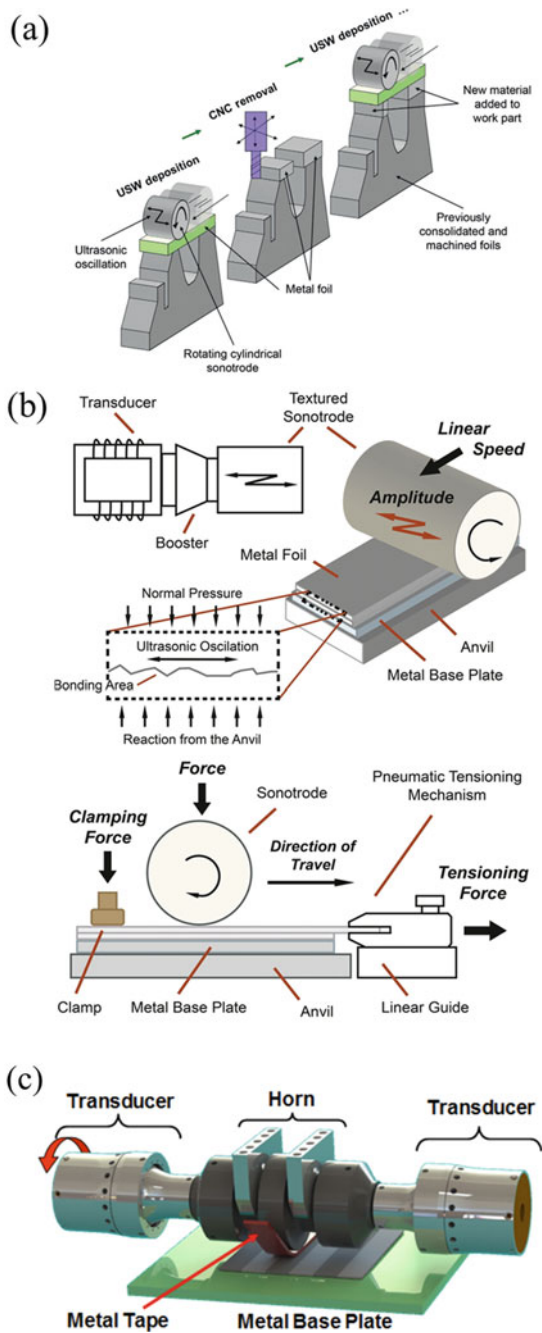 (a)
USW deposition ...
CNC removal
USW deposition
New material
added to
work part
Previously
consolidated and
machined foils
Ultrasonic
oscillation
Metal foil
Rotating cylindrical
sonotrode
(b)
Transducer
Textured
Sonotrode
Linear
Speed
Amplitude
Booster
Metal Foil
Normal Pressure
Ultrasonic Oscilation
Bonding Area
Anvil
Metal Base Plate
Reaction from the Anvil
Force
Sonotrode
Pneumatic Tensioning
Mechanism
Clamping
Force
Direction of
Travel
Tensioning
Force
Clamp
Metal Base Plate
Anvil
Linear Guide
(c)
Transducer
Horn
Transducer
Metal Tape
Metal Base Plate